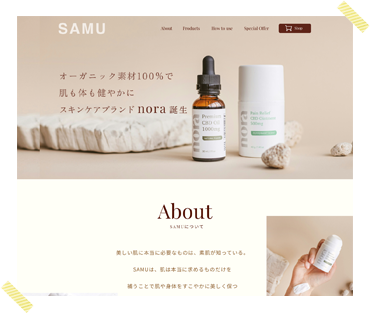 SAMU
About Products How to use Special Offer Shop
オーガニック素材100%で
肌も体も健やかに
スキンケアブランド nora 誕生
Premium
CBD Oil
1000mg
About
SAMUについて
美しい肌に本当に必要なものは、素肌が知っている。
SAMUは、肌は本当に求めるものだけを
補うことで肌や身体をすこやかに美しく保つ